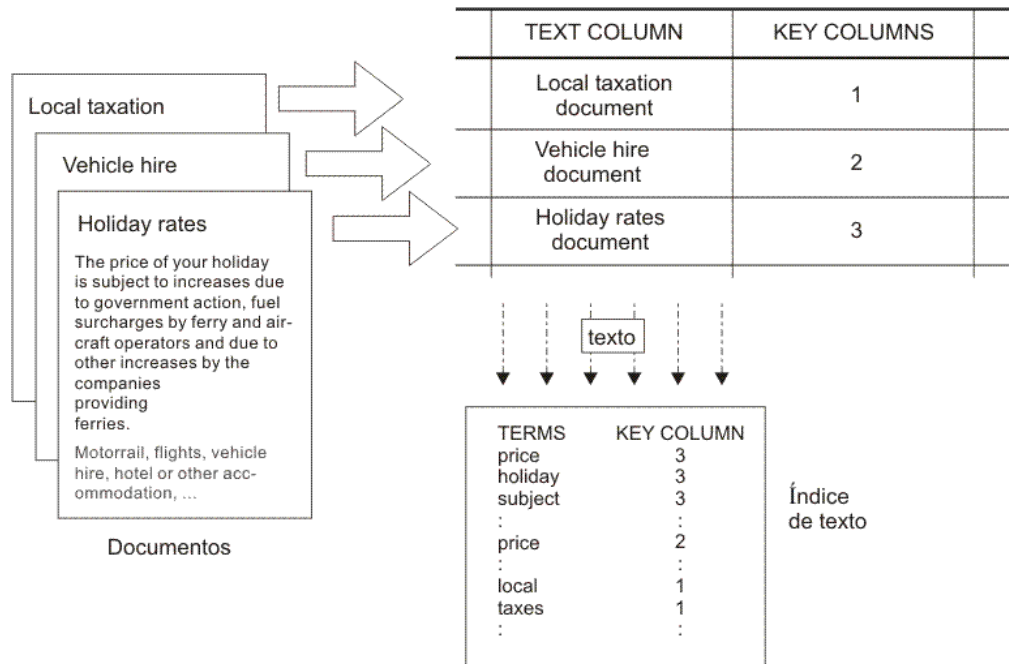 Local taxation
Vehicle hire
Holiday rates
The price of your holiday
is subject to increases due
to government action, fuel
surcharges by ferry and air-
craft operators and due to
other increases by the
companies
providing
ferries.
Motorrail, flights, vehicle
hire, hotel or other acc-
ommodation, ...
Documentos
TEXT COLUMN KEY COLUMNS
Local taxation
document
1
Vehicle hire
document
2
Holiday rates
document
3
texto
TERMS KEY COLUMN
price 3
holiday 3
subject 3
: :
price 2
: :
local 1
taxes 1
: :
Índice
de texto